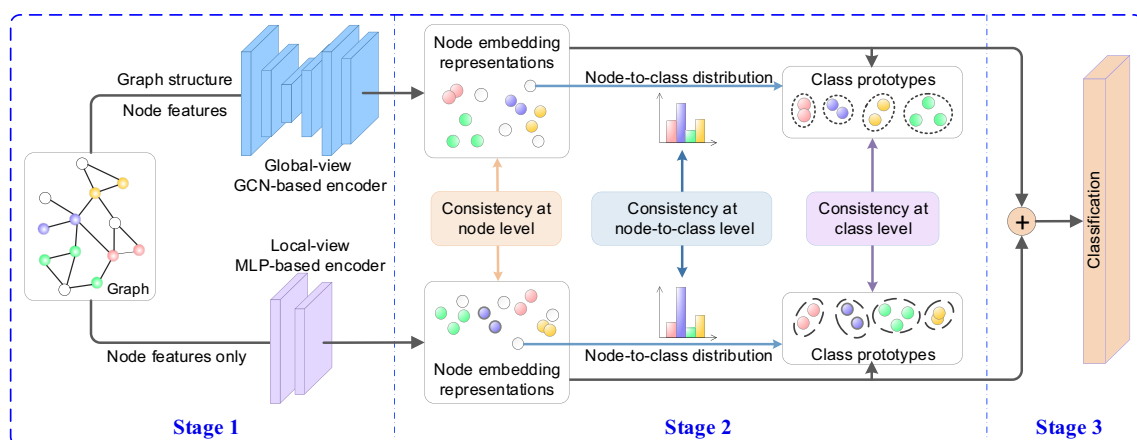 Graph structure
Node features
Global-view
GCN-based encoder
Graph
Local-view
MLP-based encoder
Node features only
Stage 1
Node embedding
representations
Node-to-class distribution
Class prototypes
Consistency at
node level
Consistency at
node-to-class level
Consistency at
class level
Node-to-class distribution
Class prototypes
Node embedding
representations
Stage 2
+
Classification
Stage 3